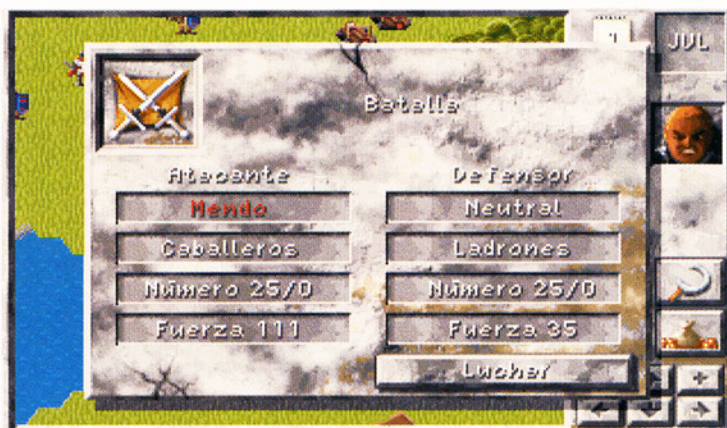 7
JUL
Batalla
Atacante
Defensor
Mendo
Neutral
Caballeros
Ladrones
Número 25/0
Número 25/0
Fuerza 111
Fuerza 35
Luchar